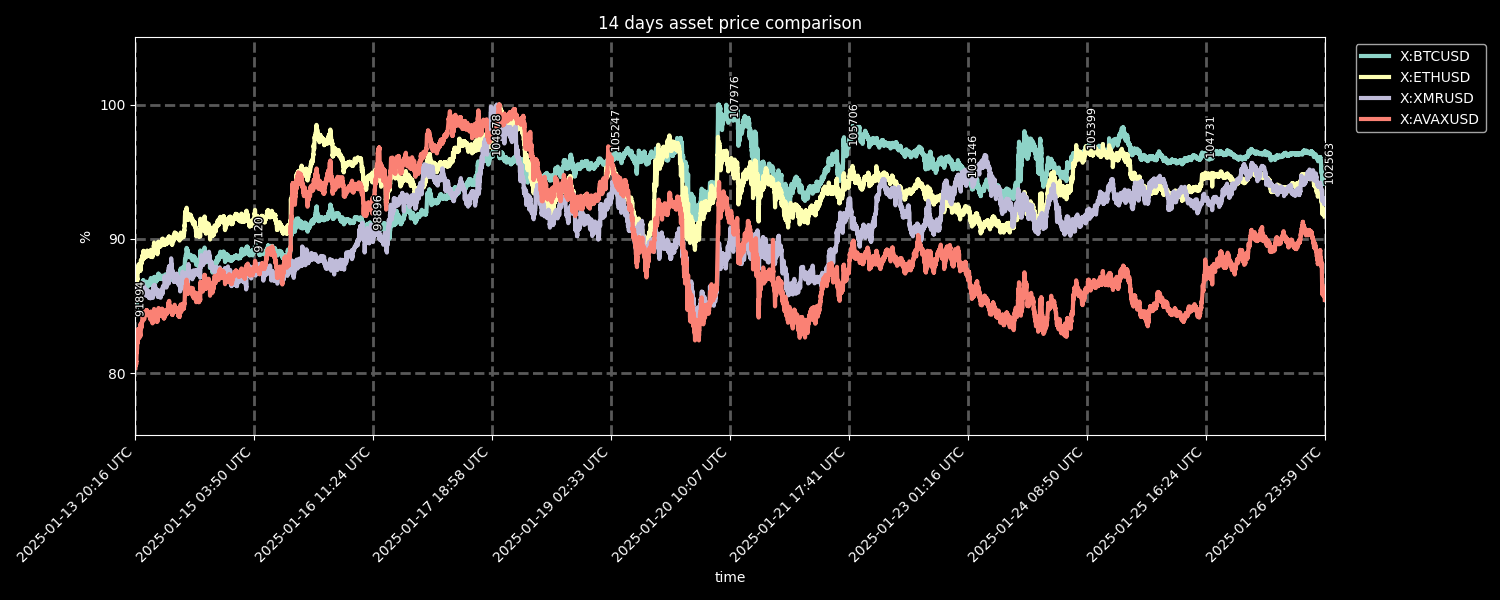 14 days asset price comparison
X:BTCUSD
X:ETHUSD
X:XMRUSD
X:AVAXUSD
%
100
90
80
91894
97120
98896
104878
105247
107976
105706
103146
105399
104731
102563
2025-01-13 20:16 UTC
2025-01-15 03:50 UTC
2025-01-16 11:24 UTC
2025-01-17 18:58 UTC
2025-01-19 02:33 UTC
2025-01-20 10:07 UTC
2025-01-21 17:41 UTC
2025-01-23 01:16 UTC
2025-01-24 08:50 UTC
2025-01-25 16:24 UTC
2025-01-26 23:59 UTC
time